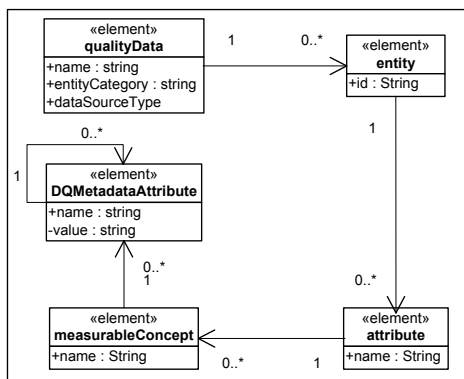 «element»
qualityData
+name : string
+entityCategory : string
+dataSourceType
1
0..*
«element»
entity
+id : String
1
0..*
0..*
1
«element»
DQMetadataAttribute
+name : string
-value : string
0..*
1
«element»
measurableConcept
+name : String
0..*
1
«element»
attribute
+name : String